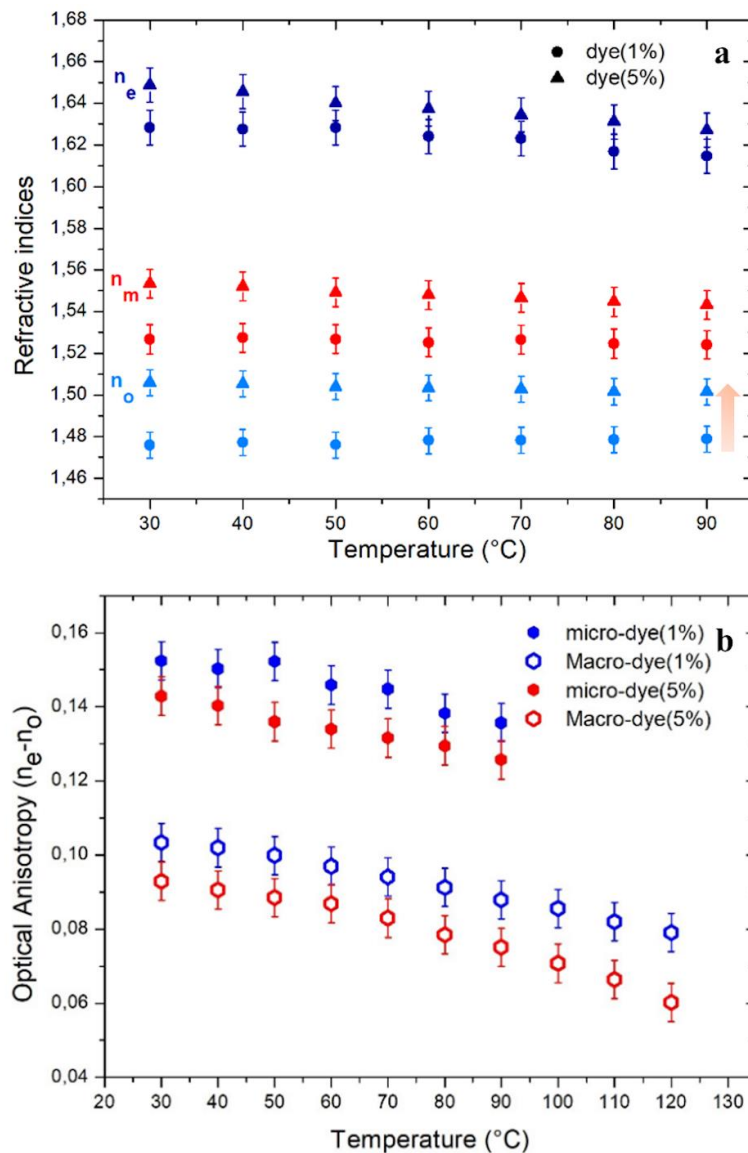 a
dye(1%)
dye(5%)
1,68
1,66
1,64
1,62
1,60
1,58
1,56
1,54
1,52
1,50
1,48
1,46
Refractive indices
n e
n m
n o
30 40 50 60 70 80 90
Temperature (°C)
b
micro-dye(1%)
Macro-dye(1%)
micro-dye(5%)
Macro-dye(5%)
0,16
0,14
0,12
0,10
0,08
0,06
0,04
Optical Anisotropy (ne-no)
20 30 40 50 60 70 80 90 100 110 120 130
Temperature (°C)